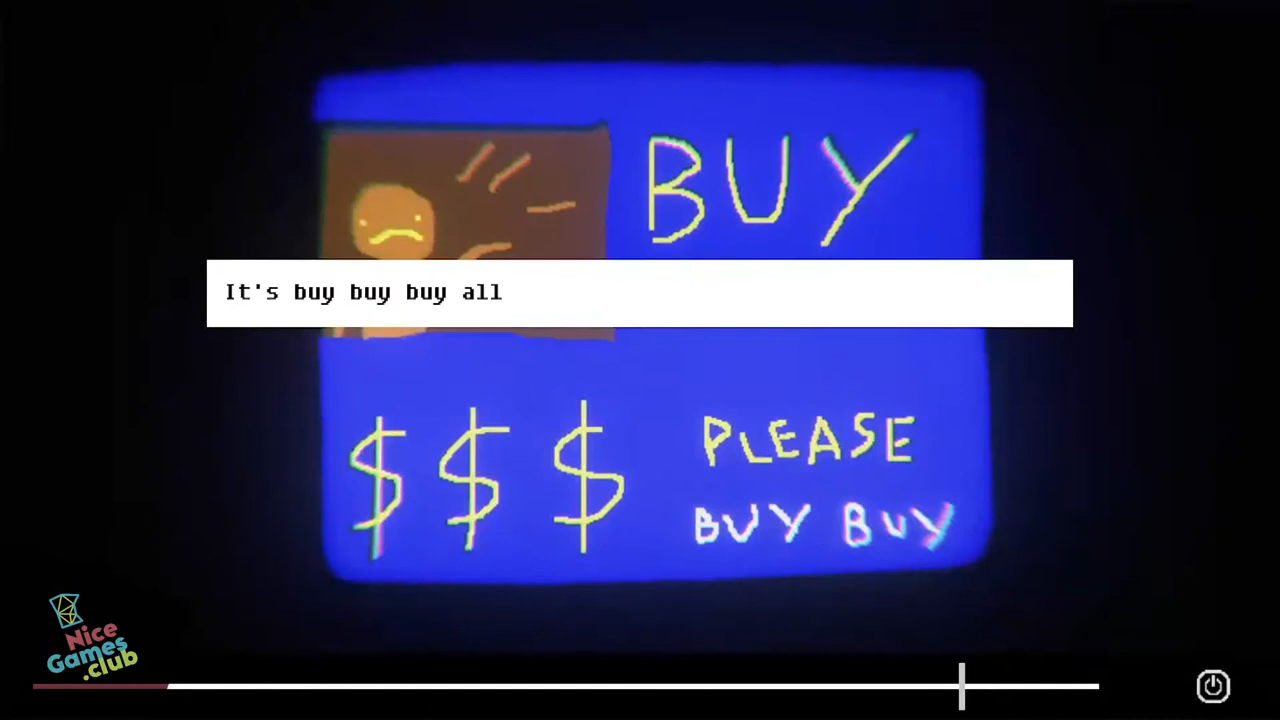 BUY
It's buy buy buy all
$ $ $
PLEASE
BUY BUY
Nice
Games
.club